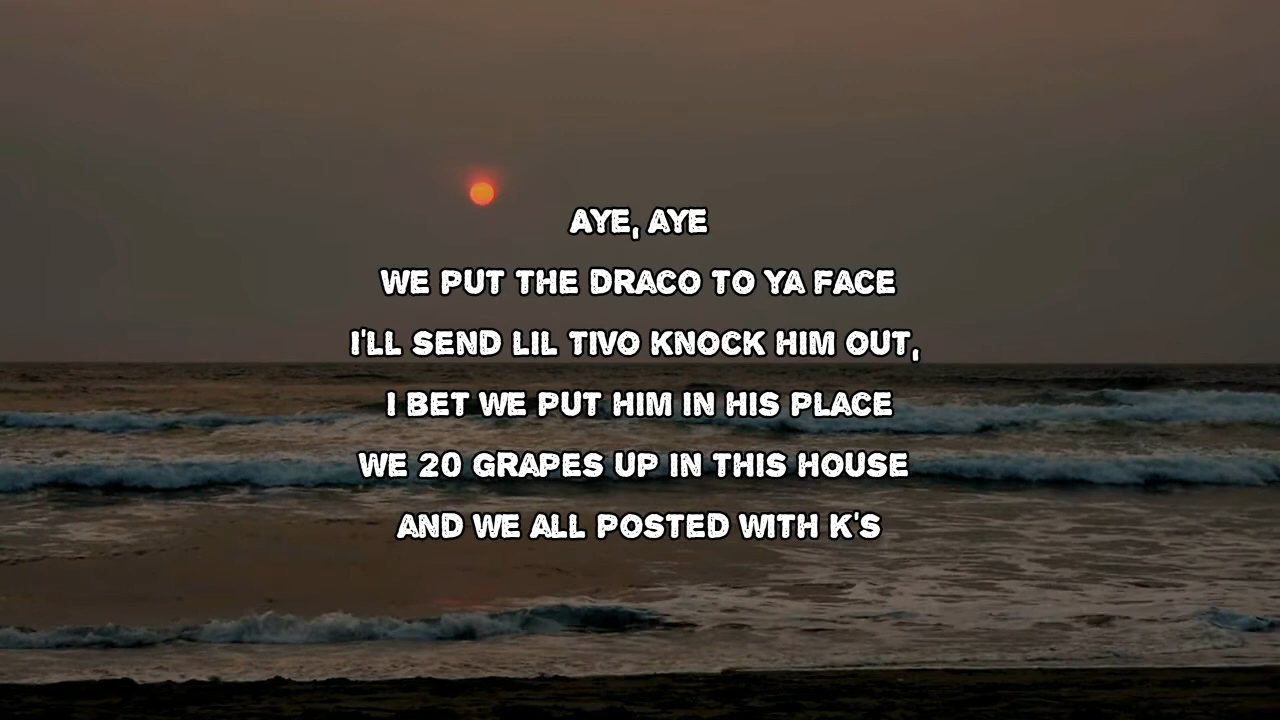 AYE, AYE
WE PUT THE DRACO TO YA FACE
I'LL SEND LIL TIVO KNOCK HIM OUT,
I BET WE PUT HIM IN HIS PLACE
WE 20 GRAPES UP IN THIS HOUSE
AND WE ALL POSTED WITH K'S